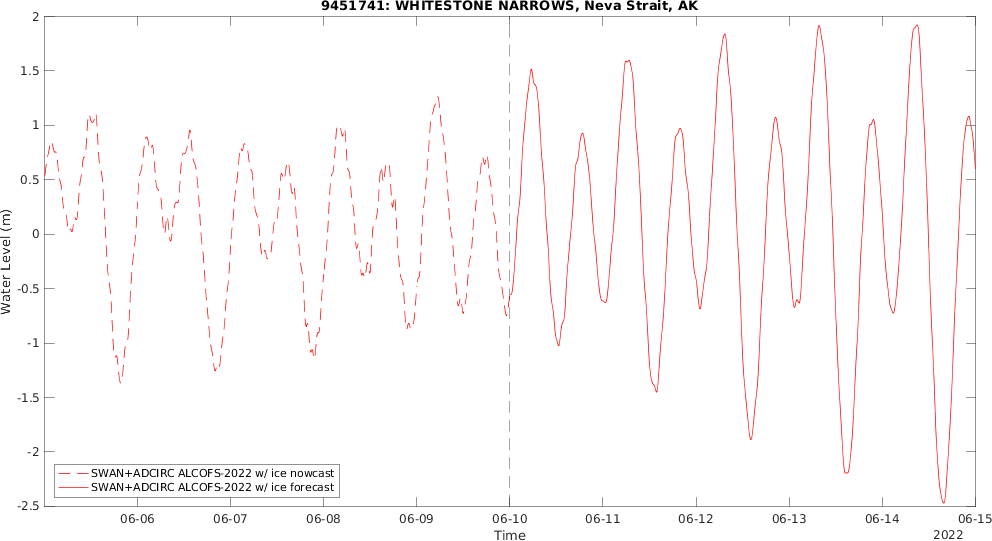 9451741: WHITESTONE NARROWS, Neva Strait, AK
Water Level (m)
2
1.5
1
0.5
0
-0.5
-1
-1.5
-2
-2.5
SWAN+ADCIRC ALCOFS-2022 w/ ice nowcast
SWAN+ADCIRC ALCOFS-2022 w/ ice forecast
06-06 06-07 06-08 06-09 06-10 06-11 06-12 06-13 06-14 06-15
Time
2022